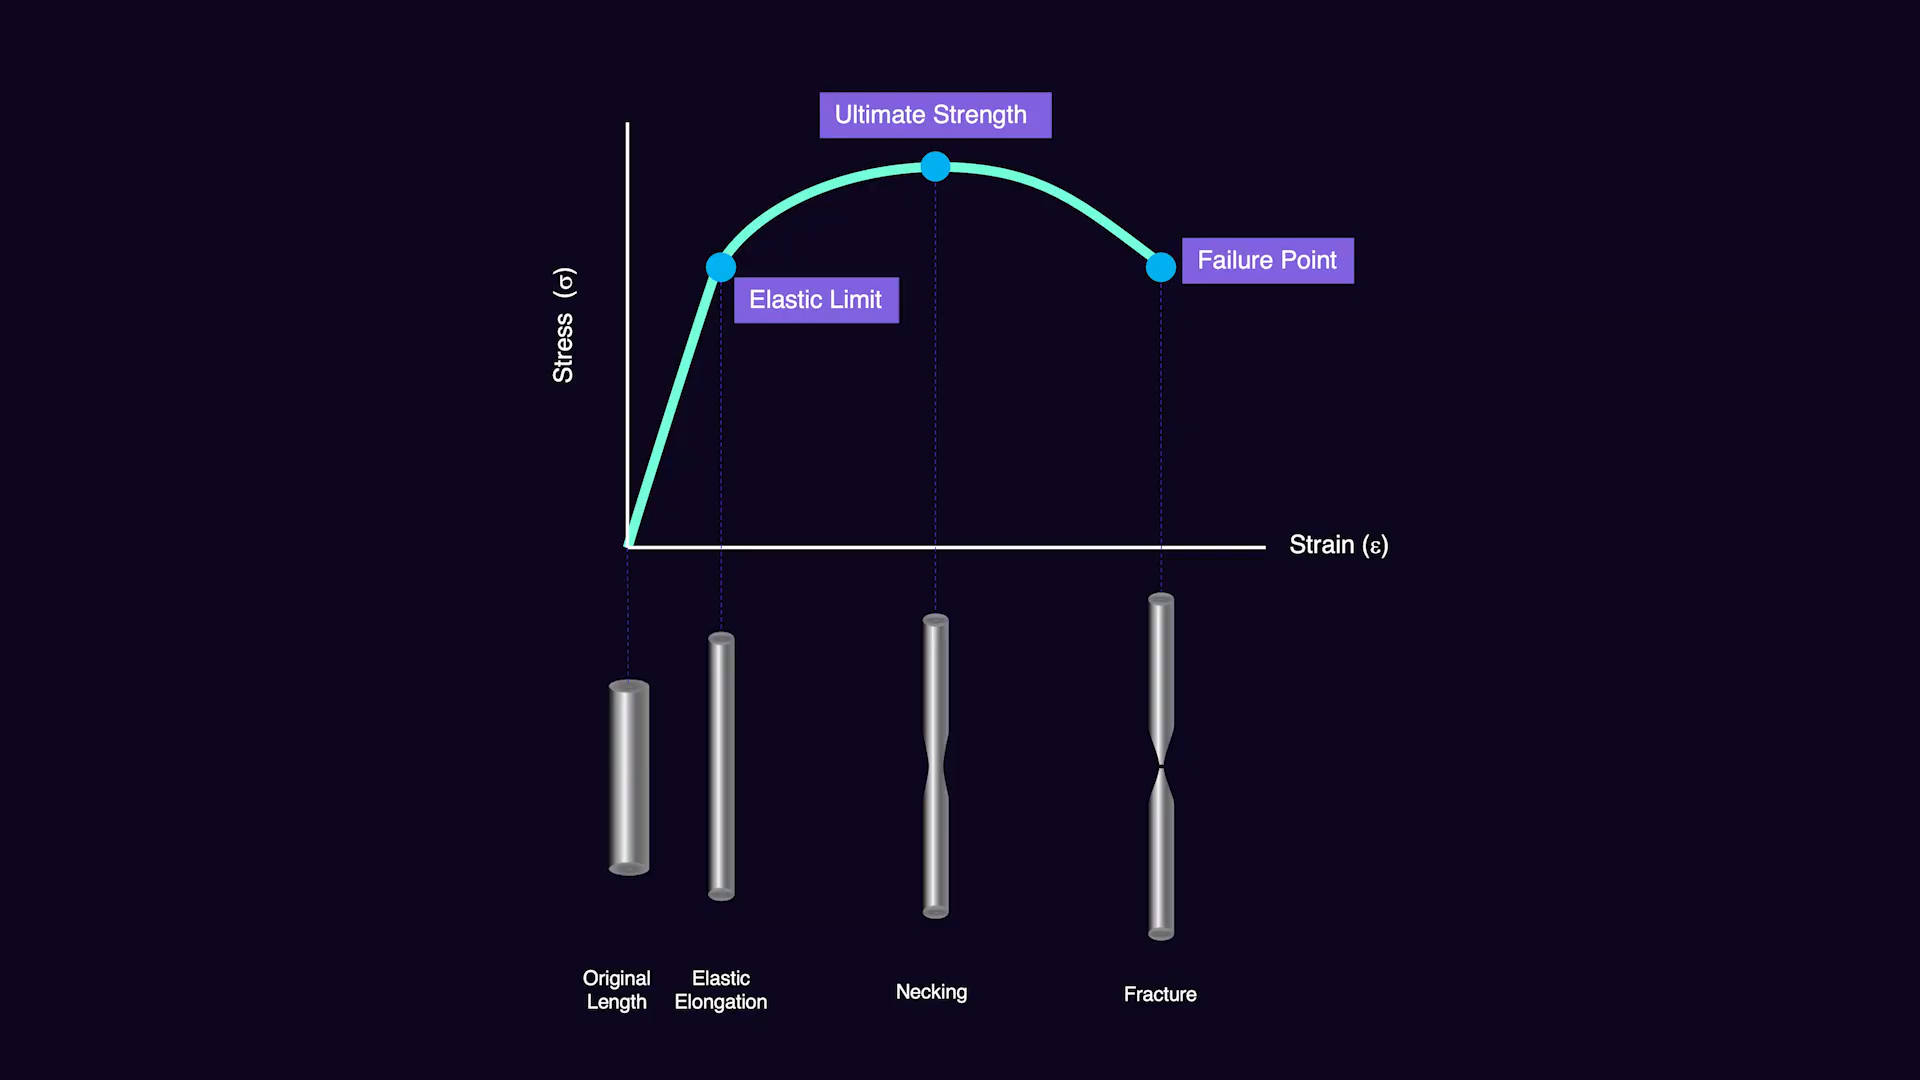 Ultimate Strength
Failure Point
Elastic Limit
Stress (σ)
Strain (ε)
Original
Length
Elastic
Elongation
Necking
Fracture